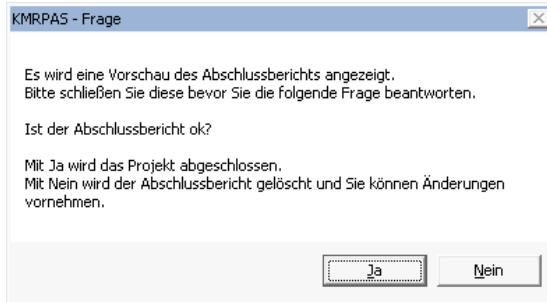 KMRPAS - Frage
Es wird eine Vorschau des Abschlussberichts angezeigt.
Bitte schließen Sie diese bevor Sie die folgende Frage beantworten.
Ist der Abschlussbericht ok?
Mit Ja wird das Projekt abgeschlossen.
Mit Nein wird der Abschlussbericht gelöscht und Sie können Änderungen
vornehmen.
Ja
Nein